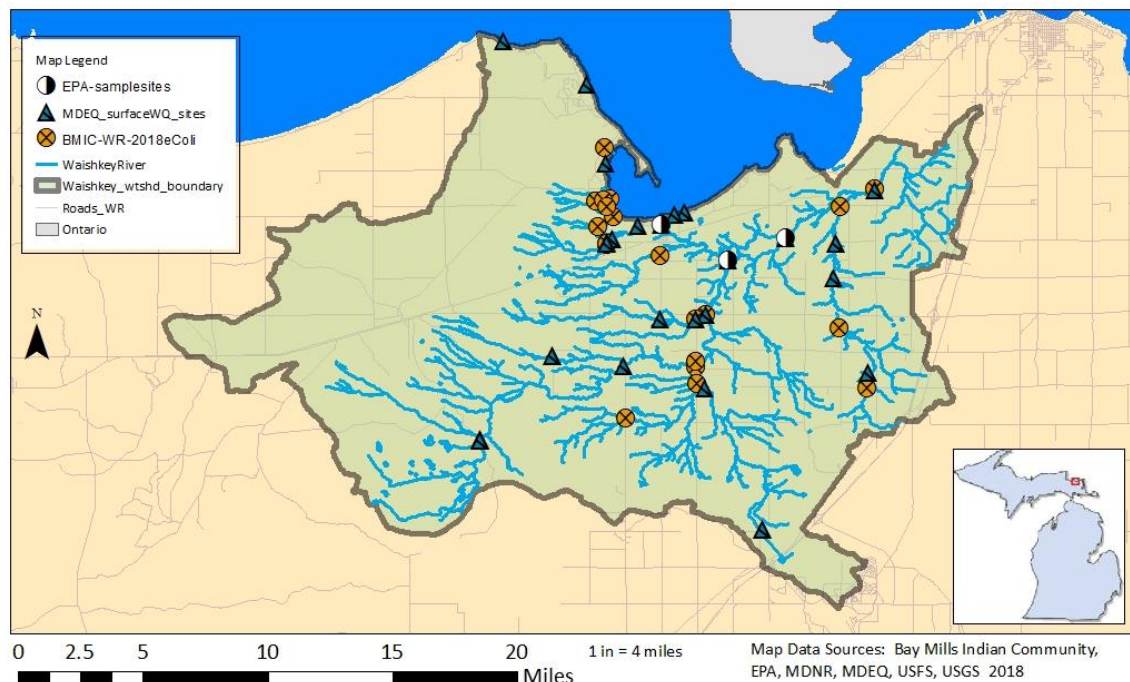 Map Legend
EPA-samplesites
MDEQ_surfaceWQ_sites
BMIC-WR-2018eColi
WaishkeyRiver
Waishkey_wtshd_boundary
Roads_WR
Ontario
N
0 2.5 5 10 15 20
Miles
1 in = 4 miles
Map Data Sources: Bay Mills Indian Community,
EPA, MDNR, MDEQ, USFS, USGS 2018